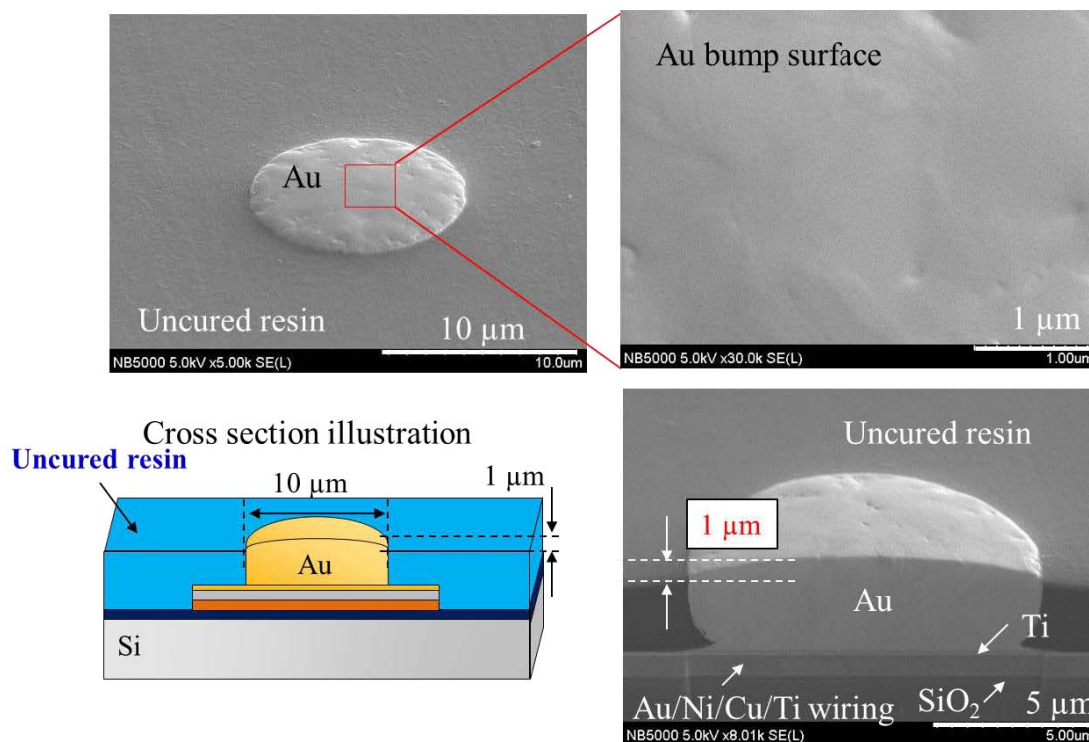 Au
Uncured resin
10 µm
NB5000 5.0kV x5.00k SE(L)
10.0um
Au bump surface
1 µm
NB5000 5.0kV x30.0k SE(L)
1.00um
Cross section illustration
Uncured resin
10 µm
1 µm
Au
Si
Uncured resin
1 µm
Au
Ti
Au/Ni/Cu/Ti wiring
SiO₂
5 µm
NB5000 5.0kV x8.01k SE(L)
5.00um